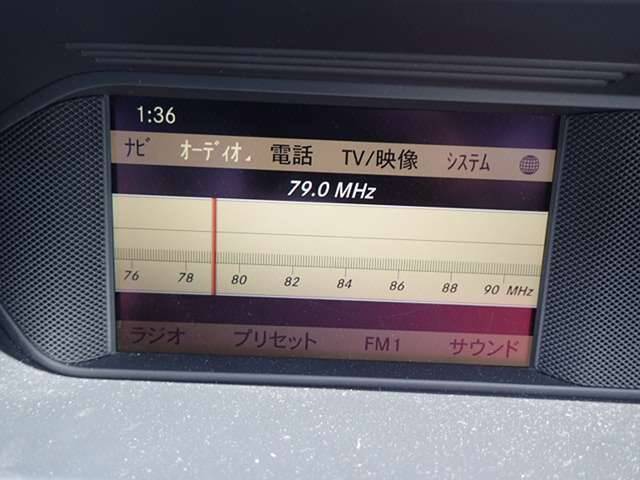 1:36
ﾅﾋﾞ ｵｰﾃﾞｨｵ 電話 TV/映像 ｼｽﾃﾑ
79.0 MHz
76 78 80 82 84 86 88 90 MHz
ラジオ プリセット FM1 サウンド